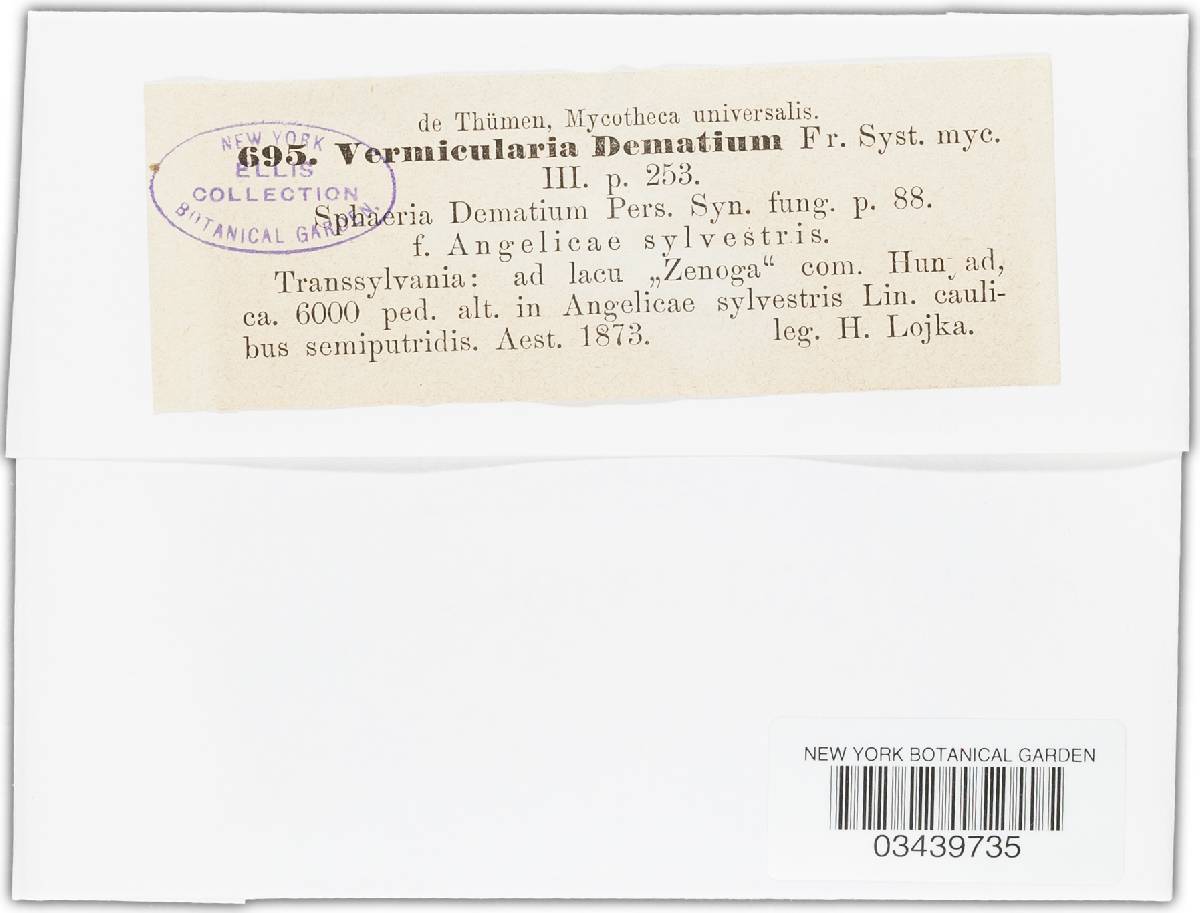 de Thümen, Mycotheca universalis.
695. Vermicularia Dematium Fr. Syst. myc.
III. p. 253.
Sphaeria Dematium Pers. Syn. fung. p. 88.
f. Angelicae sylvestris.
Transsylvania: ad lacu „Zenoga“ com. Hunyad,
ca. 6000 ped. alt. in Angelicae sylvestris Lin. cauli-
bus semiputridis. Aest. 1873. leg. H. Lojka.
NEW YORK
ELLIS
COLLECTION
BOTANICAL GARDEN.
NEW YORK BOTANICAL GARDEN
03439735